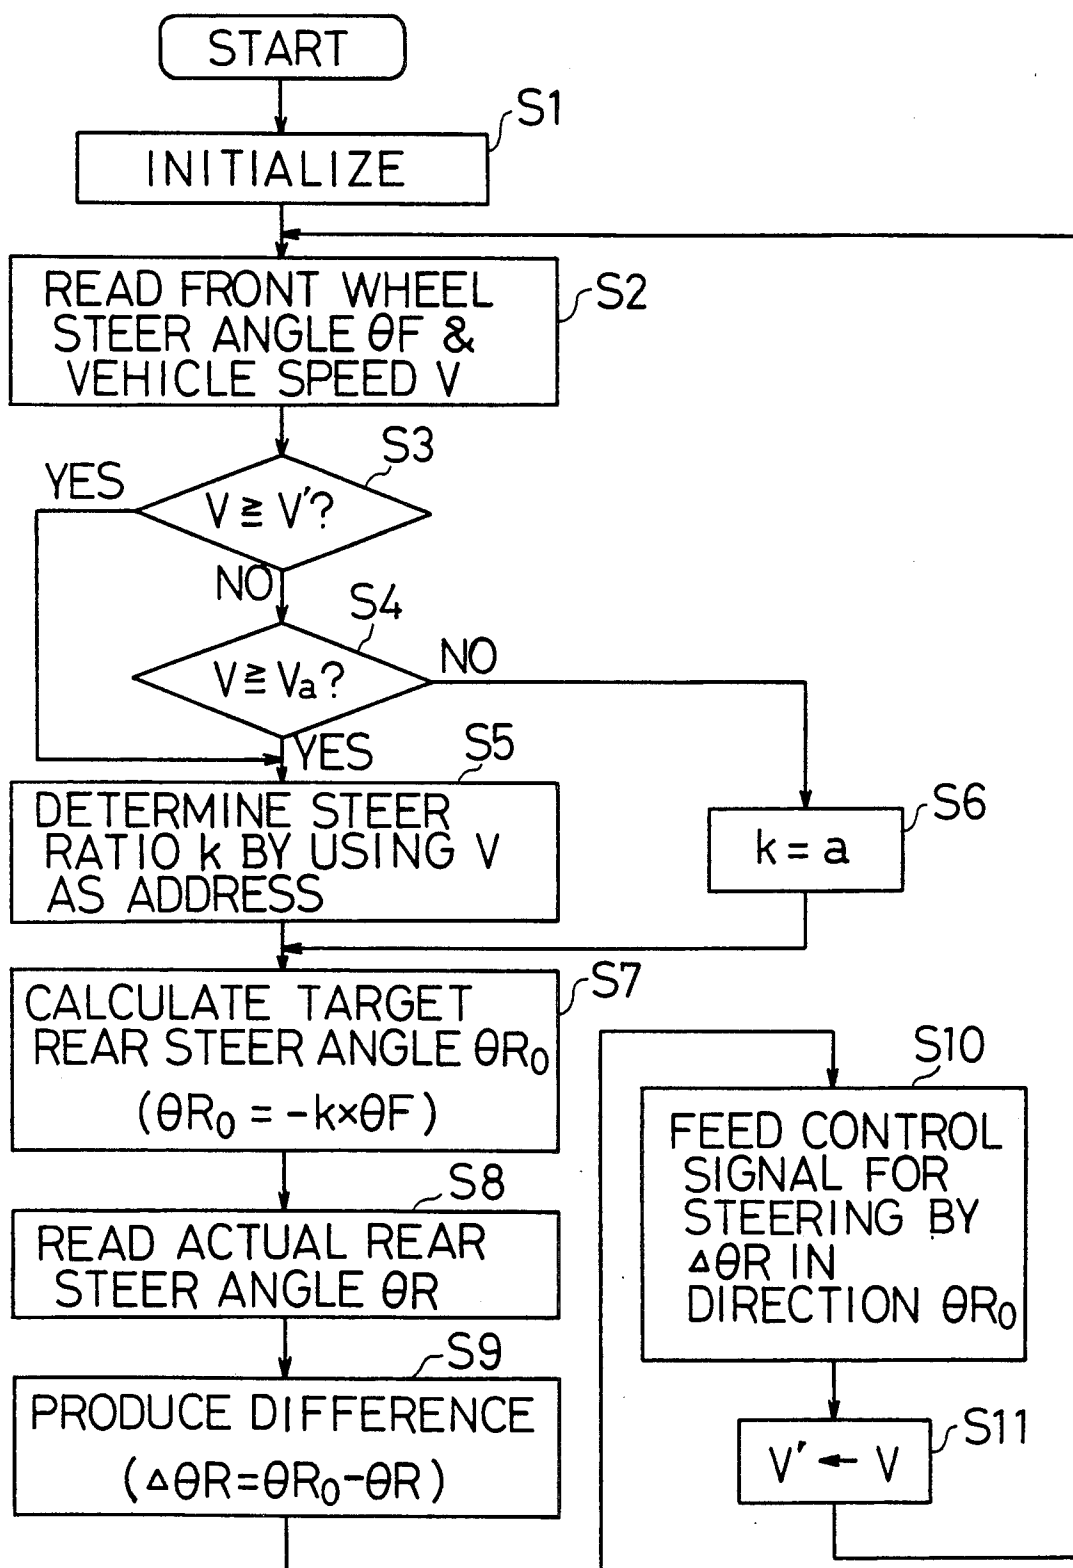 START
S1
INITIALIZE
S2
READ FRONT WHEEL
STEER ANGLE θF &
VEHICLE SPEED V
S3
YES
V ≧ V'?
NO
S4
V ≧ Va?
NO
YES
S5
DETERMINE STEER
RATIO k BY USING V
AS ADDRESS
S6
k = a
S7
CALCULATE TARGET
REAR STEER ANGLE θR₀
(θR₀ = -k×θF)
S8
READ ACTUAL REAR
STEER ANGLE θR
S9
PRODUCE DIFFERENCE
(△θR=θR₀-θR)
S10
FEED CONTROL
SIGNAL FOR
STEERING BY
△θR IN
DIRECTION θR₀
S11
V' ← V